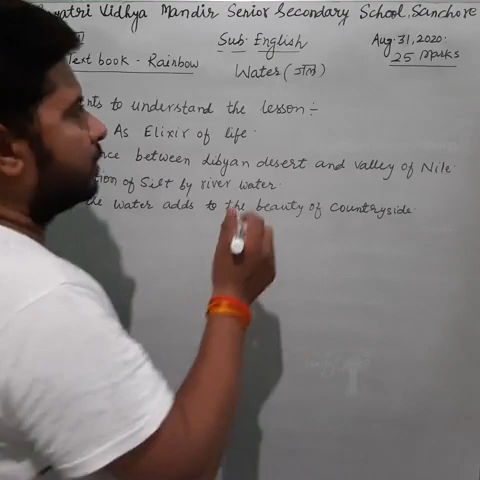 Vidhya Mandir Senior Secondary School, Sanchore
Sub. English
Aug. 31, 2020
Text book - Rainbow
25 Marks
Water (जल)
to understand the lesson :-
As Elixir of life.
between Libyan desert and Valley of Nile.
of Silt by river water.
Water adds to the beauty of Countryside.